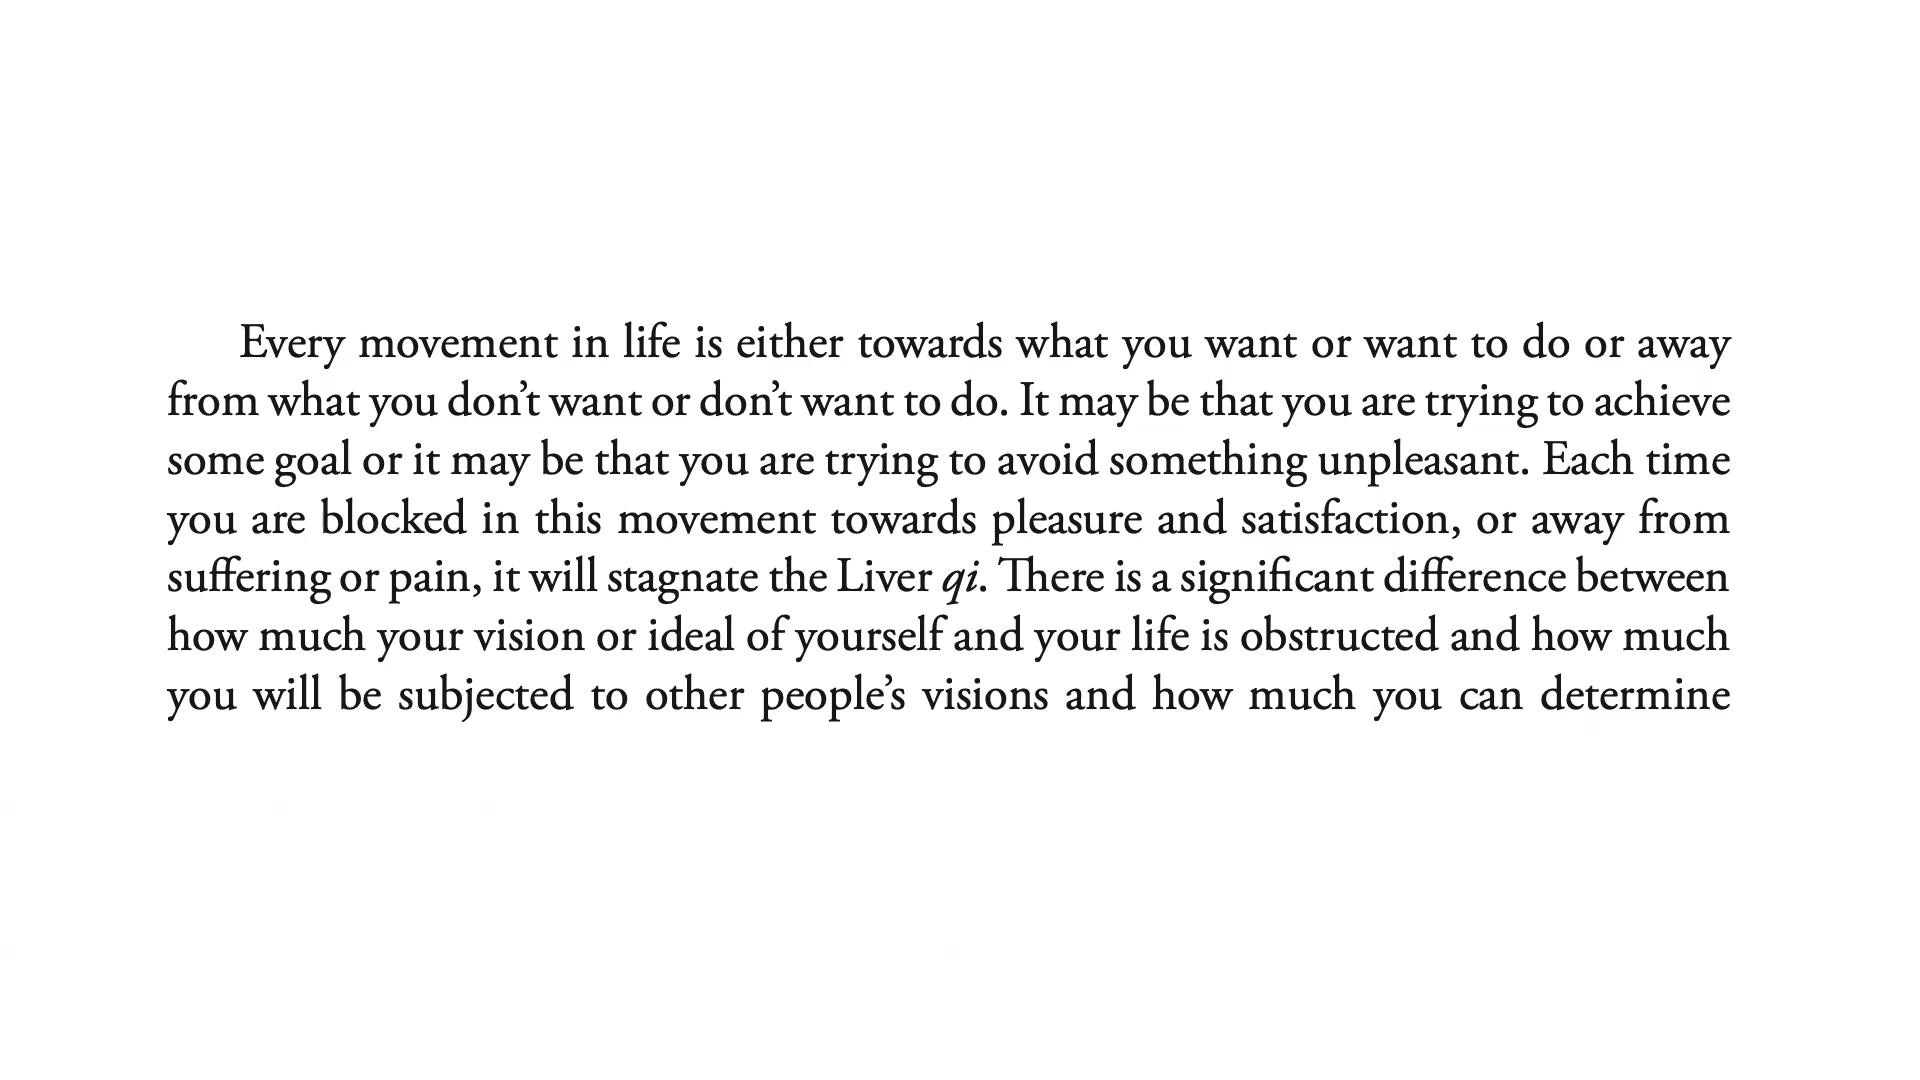 Every movement in life is either towards what you want or want to do or away
from what you don’t want or don’t want to do. It may be that you are trying to achieve
some goal or it may be that you are trying to avoid something unpleasant. Each time
you are blocked in this movement towards pleasure and satisfaction, or away from
suffering or pain, it will stagnate the Liver qi. There is a significant difference between
how much your vision or ideal of yourself and your life is obstructed and how much
you will be subjected to other people’s visions and how much you can determine